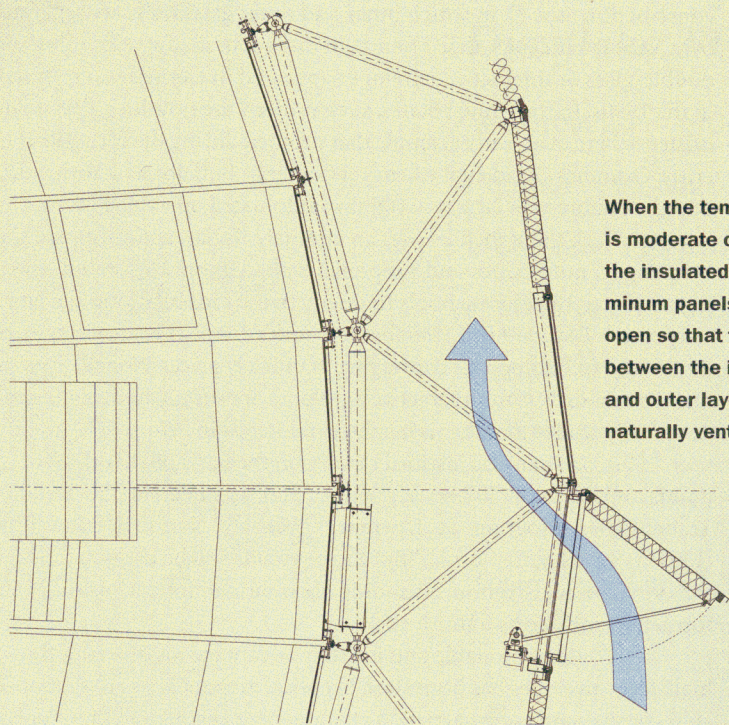 When the tem
is moderate o
the insulated
minum panels
open so that t
between the i
and outer lay
naturally vent